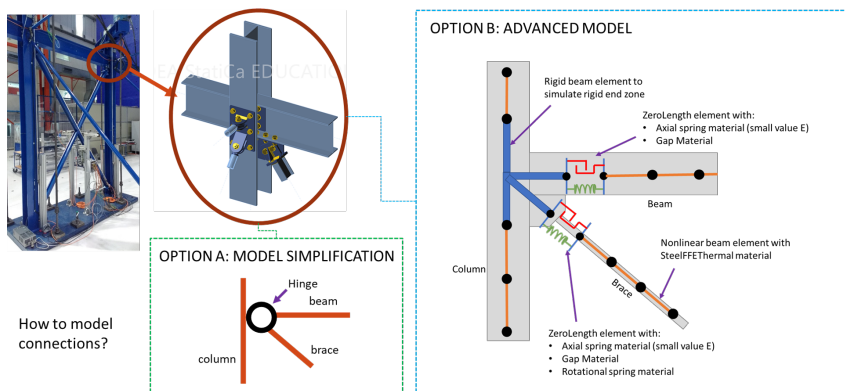 OPTION B: ADVANCED MODEL
Rigid beam element to
simulate rigid end zone
ZeroLength element with:
• Axial spring material (small value E)
• Gap Material
Beam
Nonlinear beam element with
SteelFFEThermal material
Column
Brace
ZeroLength element with:
• Axial spring material (small value E)
• Gap Material
• Rotational spring material
OPTION A: MODEL SIMPLIFICATION
Hinge
beam
brace
column
How to model
connections?